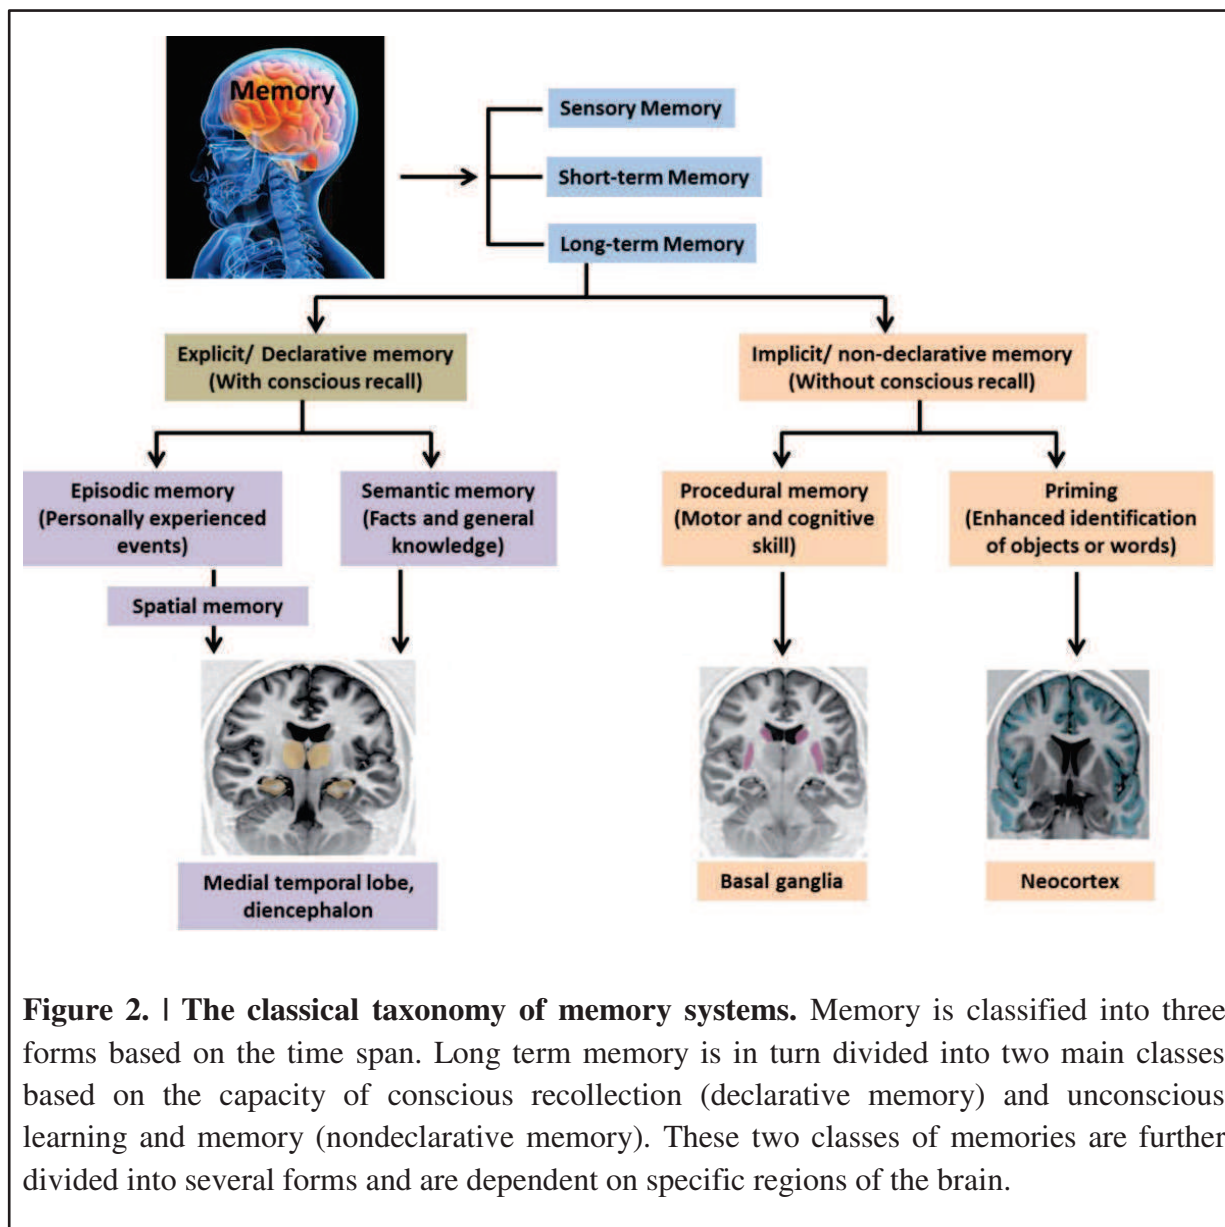 Memory
Sensory Memory
Short-term Memory
Long-term Memory
Explicit/ Declarative memory
(With conscious recall)
Implicit/ non-declarative memory
(Without conscious recall)
Episodic memory
(Personally experienced
events)
Semantic memory
(Facts and general
knowledge)
Procedural memory
(Motor and cognitive
skill)
Priming
(Enhanced identification
of objects or words)
Spatial memory
Medial temporal lobe,
diencephalon
Basal ganglia
Neocortex
Figure 2. | The classical taxonomy of memory systems. Memory is classified into three
forms based on the time span. Long term memory is in turn divided into two main classes
based on the capacity of conscious recollection (declarative memory) and unconscious
learning and memory (nondeclarative memory). These two classes of memories are further
divided into several forms and are dependent on specific regions of the brain.